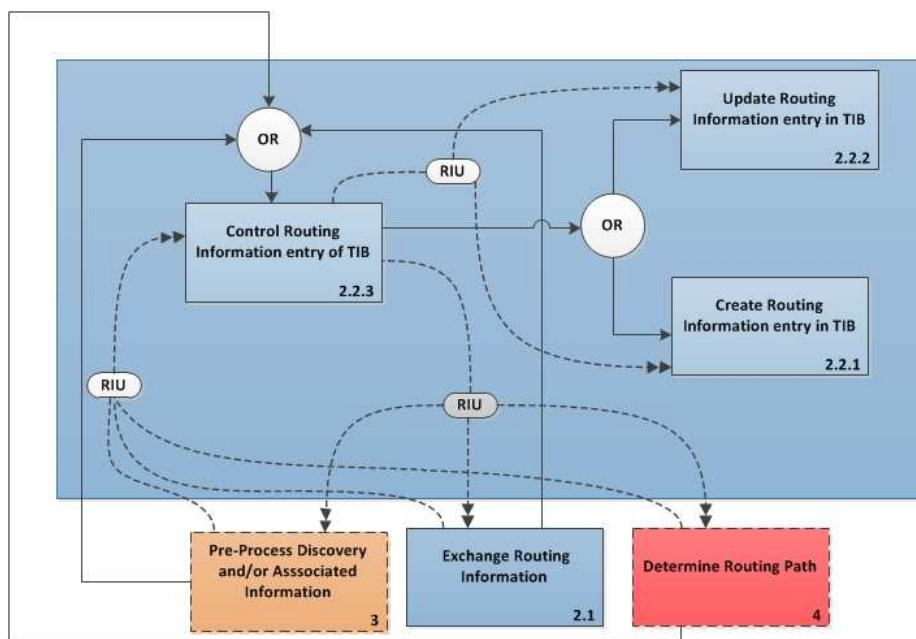 Update Routing
Information entry in TIB
2.2.2
OR
RIU
Control Routing
Information entry of TIB
2.2.3
OR
Create Routing
Information entry in TIB
2.2.1
RIU
RIU
Pre-Process Discovery
and/or Asssociated
Information
3
Exchange Routing
Information
2.1
Determine Routing Path
4